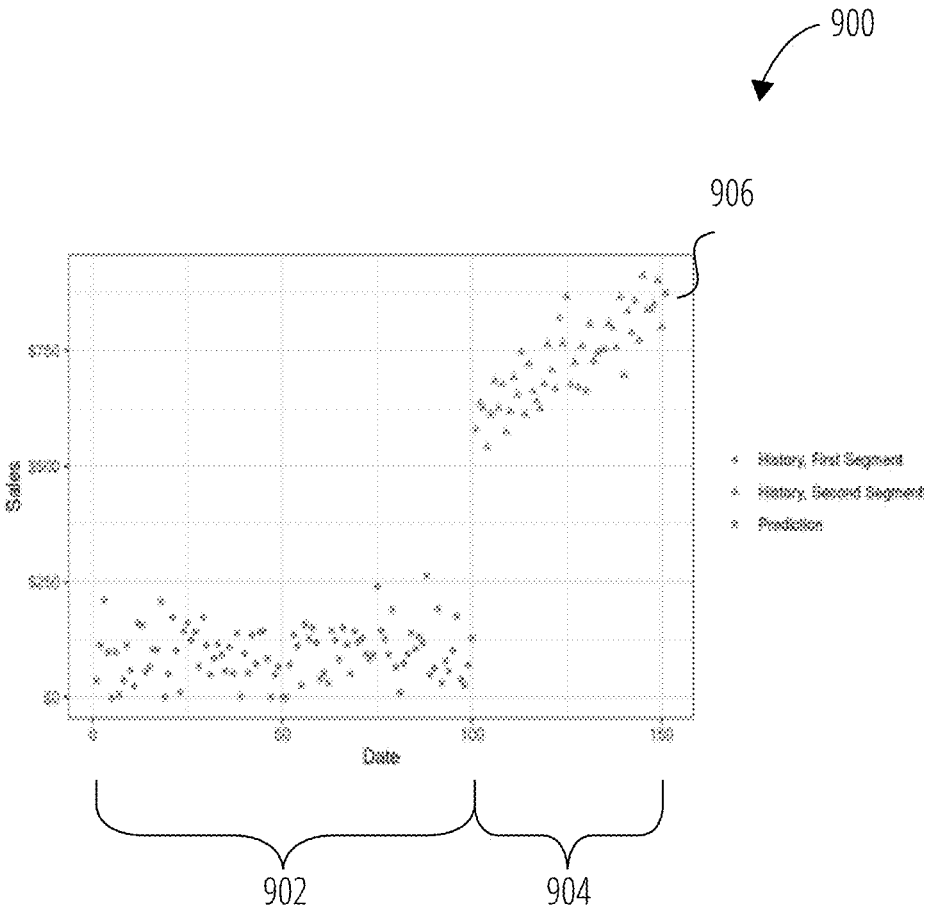 900
906
$750
$500
$250
$0
Sales
0
50
100
150
Date
History, First Segment
History, Second Segment
Prediction
902
904